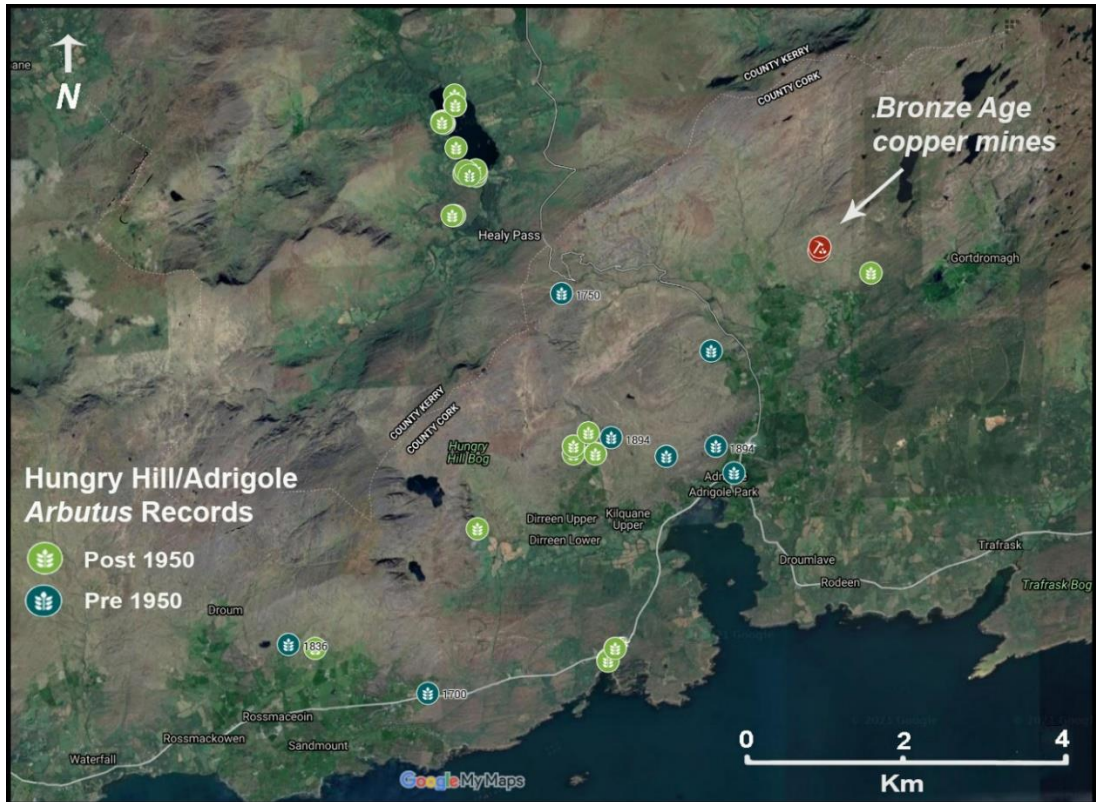 ane
N
COUNTY KERRY
COUNTY CORK
Bronze Age
copper mines
Healy Pass
Gortdromagh
1750
COUNTY KERRY
COUNTY CORK
Hungry
Hill Bog
1894
1894
Adrigole Park
Hungry Hill/Adrigole
Arbutus Records
Post 1950
Pre 1950
Dirreen Upper
Kilquane
Upper
Dirreen Lower
Trafrask
Droumlave
Rodeen
Trafrask Bog
Droum
1836
1700
Rossmaceoin
Rossmackowen
Sandmount
Waterfall
Google My Maps
0 2 4
Km